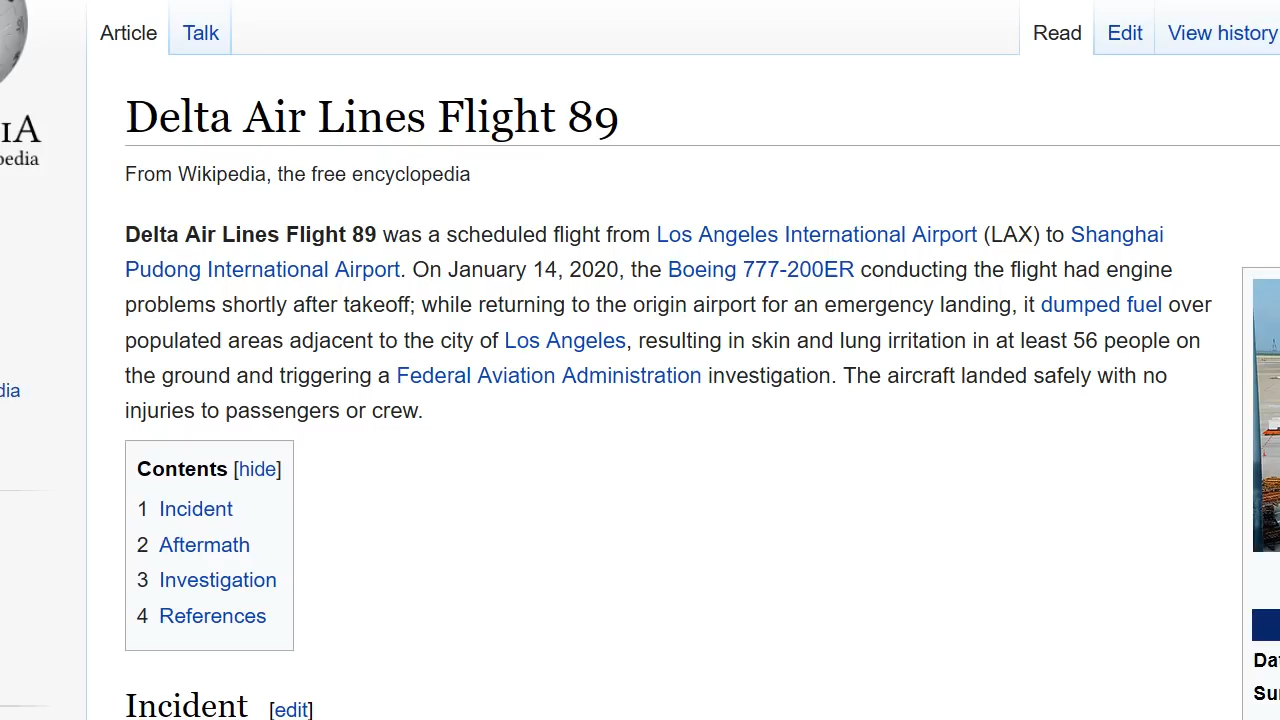 Article Talk Read Edit View history
Delta Air Lines Flight 89
From Wikipedia, the free encyclopedia
Delta Air Lines Flight 89 was a scheduled flight from Los Angeles International Airport (LAX) to Shanghai
Pudong International Airport. On January 14, 2020, the Boeing 777-200ER conducting the flight had engine
problems shortly after takeoff; while returning to the origin airport for an emergency landing, it dumped fuel over
populated areas adjacent to the city of Los Angeles, resulting in skin and lung irritation in at least 56 people on
the ground and triggering a Federal Aviation Administration investigation. The aircraft landed safely with no
injuries to passengers or crew.
Contents [hide]
1 Incident
2 Aftermath
3 Investigation
4 References
Incident [edit]